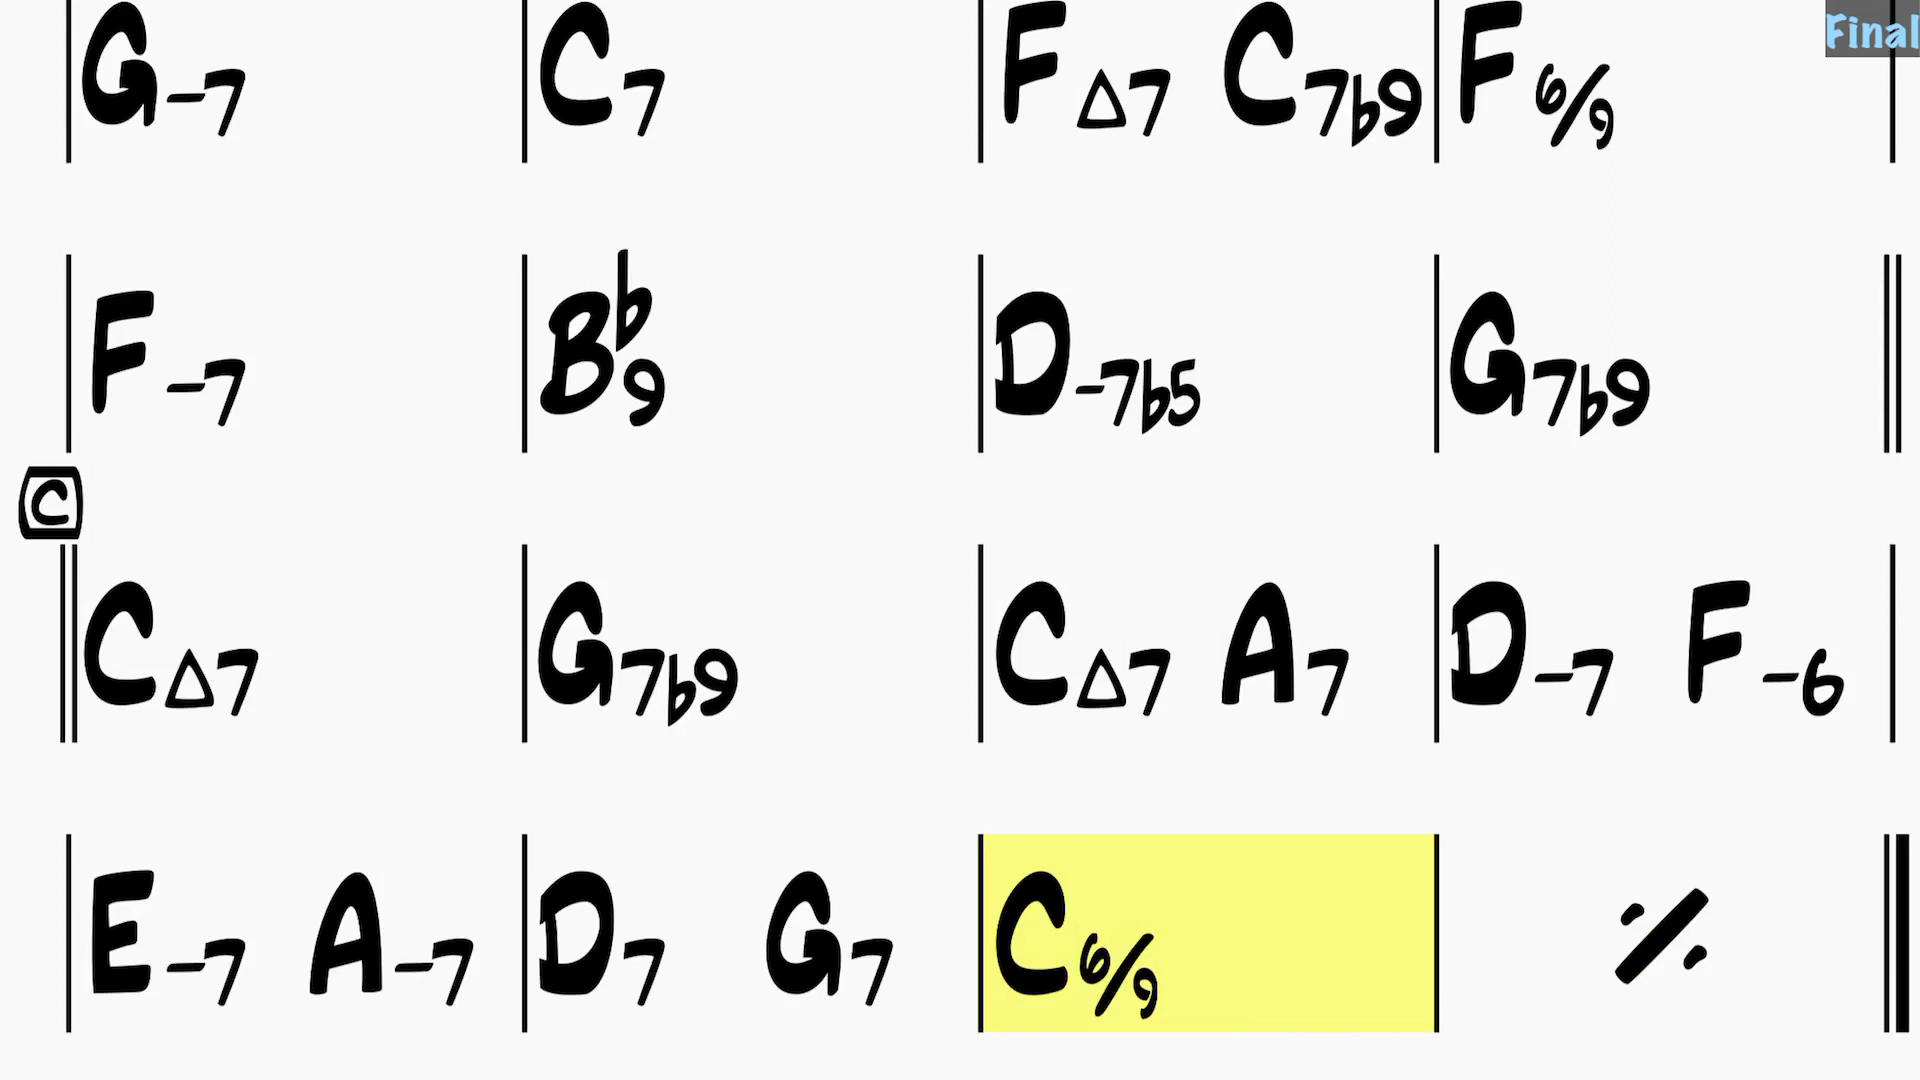 Final
G-7 C7 FΔ7 C7b9 F6/9
F-7 Bb9 D-7b5 G7b9
C
CΔ7 G7b9 CΔ7 A7 D-7 F-6
E-7 A-7 D7 G7 C6/9 %